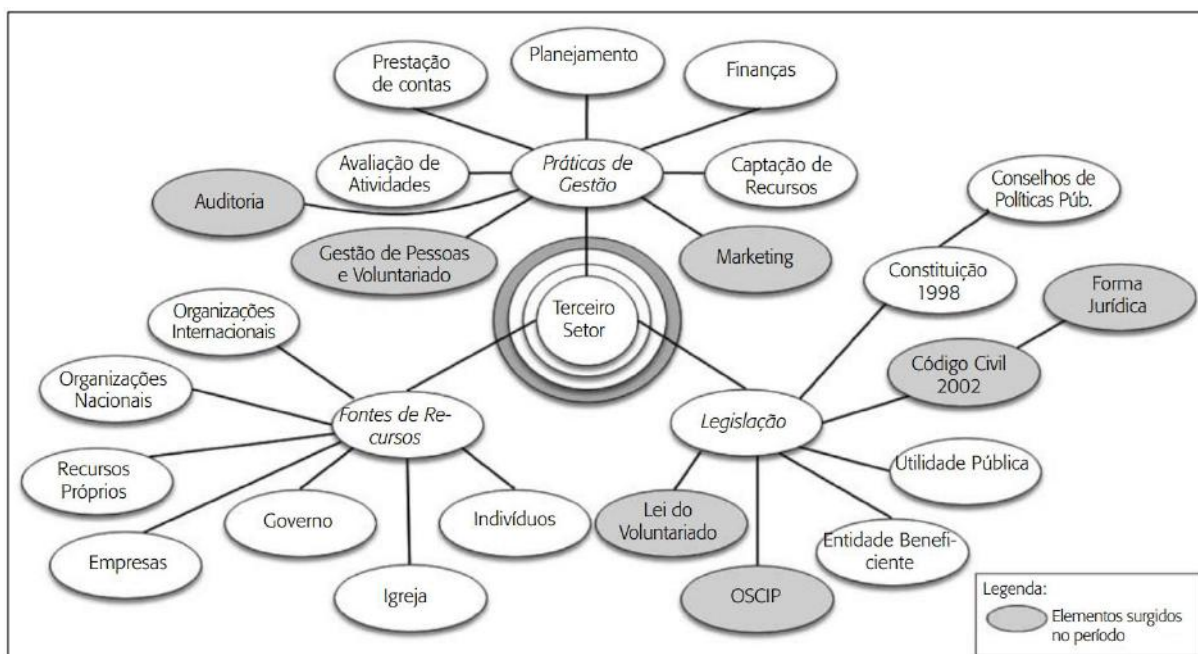 Prestação
de contas
Planejamento
Finanças
Avaliação de
Atividades
Práticas de
Gestão
Captação de
Recursos
Auditoria
Gestão de Pessoas
e Voluntariado
Marketing
Conselhos de
Políticas Púb.
Constituição
1998
Forma
Jurídica
Código Civil
2002
Terceiro
Setor
Organizações
Internacionais
Organizações
Nacionais
Fontes de Re-
cursos
Legislação
Recursos
Próprios
Utilidade Pública
Governo
Indivíduos
Lei do
Voluntariado
Entidade Benefi-
ciente
Empresas
Igreja
OSCIP
Legenda:
Elementos surgidos
no período